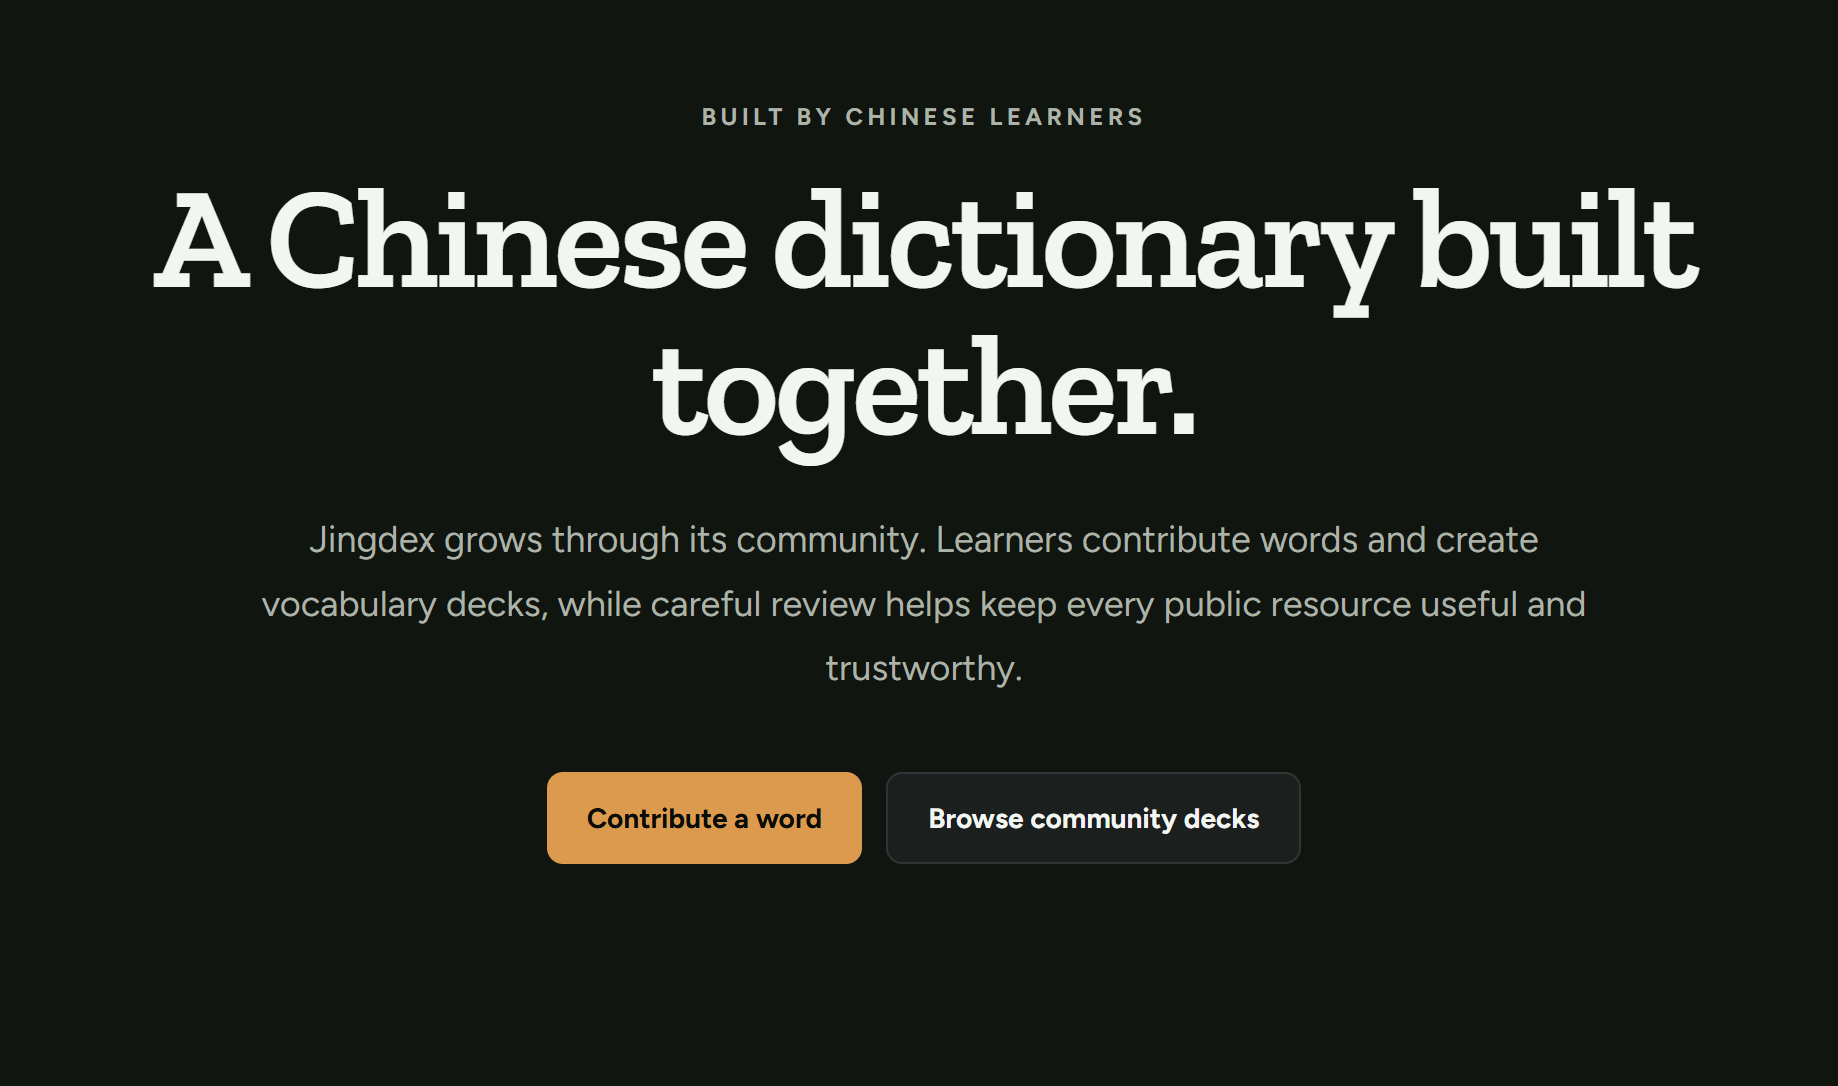 BUILT BY CHINESE LEARNERS
A Chinese dictionary built
together.
Jingdex grows through its community. Learners contribute words and create
vocabulary decks, while careful review helps keep every public resource useful and
trustworthy.
Contribute a word
Browse community decks